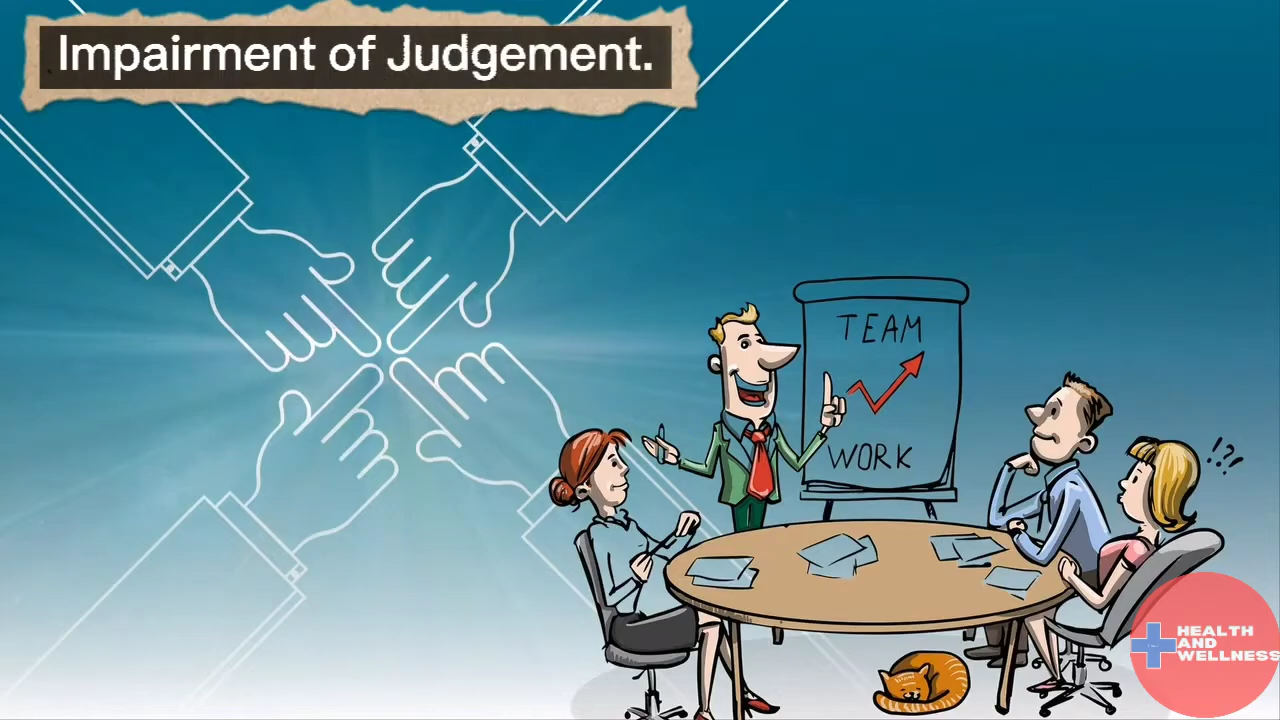 Impairment of Judgement.
TEAM
WORK
!?!
HEALTH
AND
WELLNESS